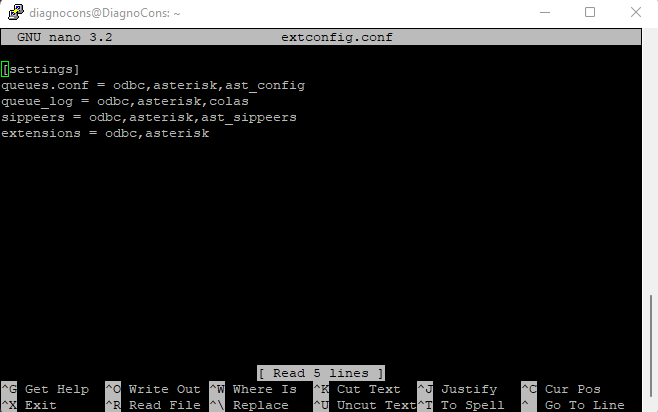 diagnocons@DiagnoCons: ~
GNU nano 3.2 extconfig.conf
[settings]
queues.conf = odbc,asterisk,ast_config
queue_log = odbc,asterisk,colas
sippeers = odbc,asterisk,ast_sippeers
extensions = odbc,asterisk
[ Read 5 lines ]
^G Get Help ^O Write Out ^W Where Is ^K Cut Text ^J Justify ^C Cur Pos
^X Exit ^R Read File ^\ Replace ^U Uncut Text ^T To Spell ^_ Go To Line